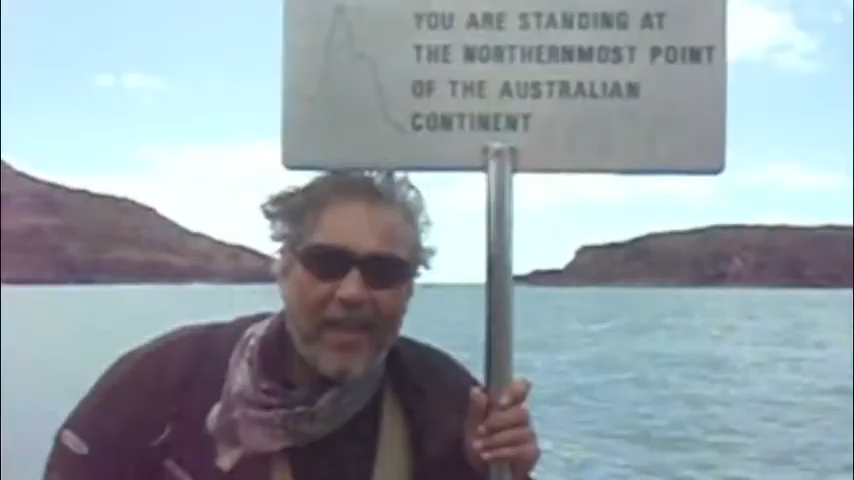 YOU ARE STANDING AT
THE NORTHERNMOST POINT
OF THE AUSTRALIAN
CONTINENT